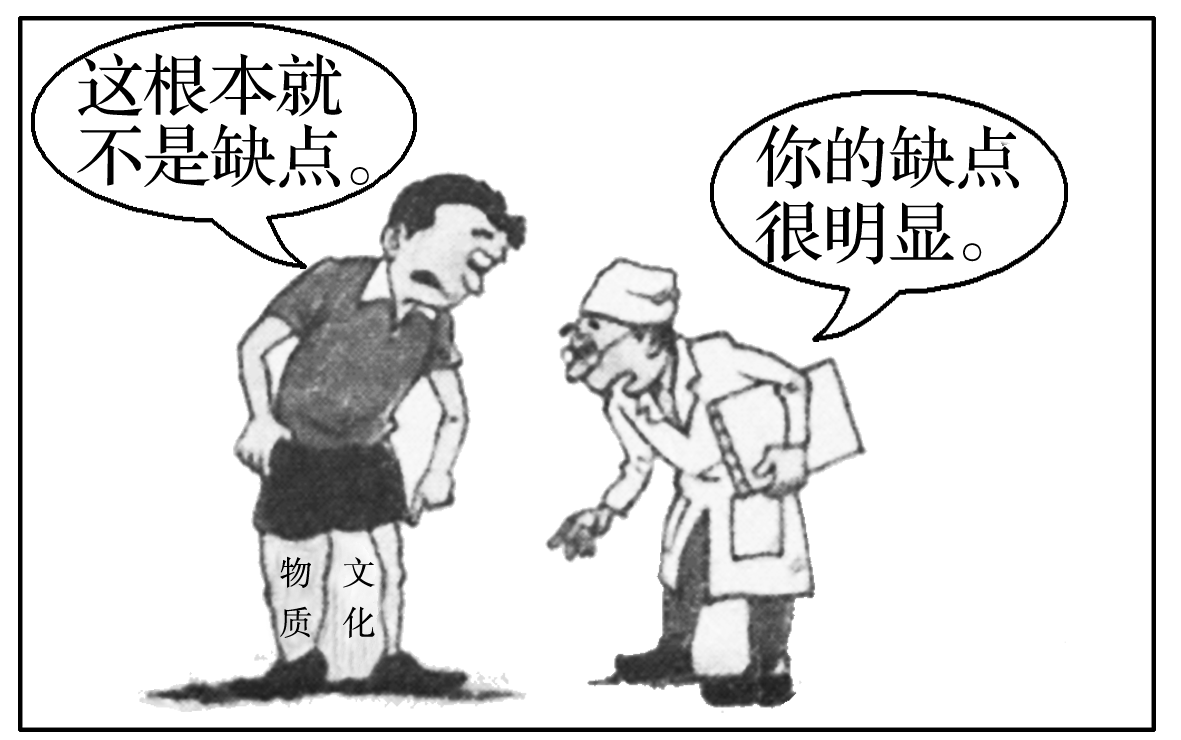 这根本就
不是缺点。
你的缺点
很明显。
物质
文化